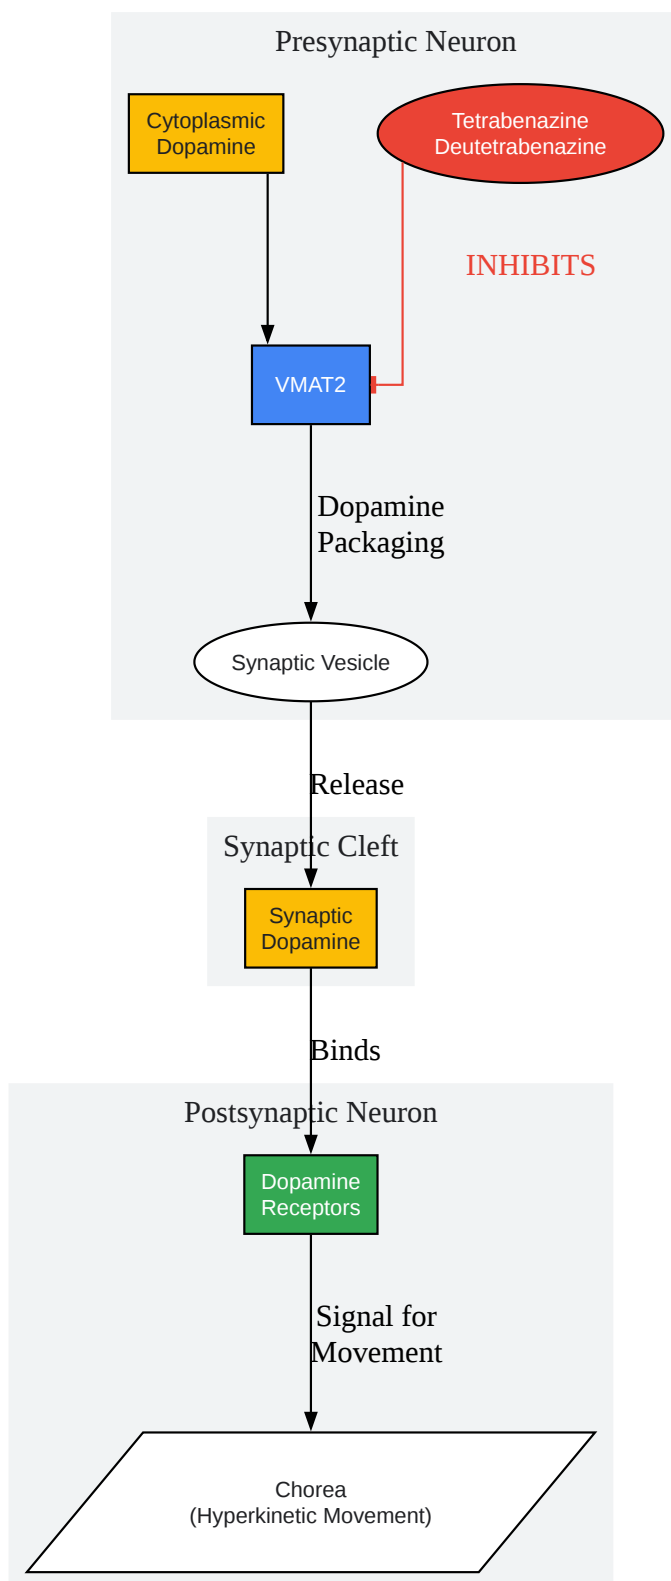 Presynaptic Neuron
Cytoplasmic
Dopamine
Tetrabenazine
Deutetrabenazine
INHIBITS
VMAT2
Dopamine
Packaging
Synaptic Vesicle
Release
Synaptic Cleft
Synaptic
Dopamine
Binds
Postsynaptic Neuron
Dopamine
Receptors
Signal for
Movement
Chorea
(Hyperkinetic Movement)